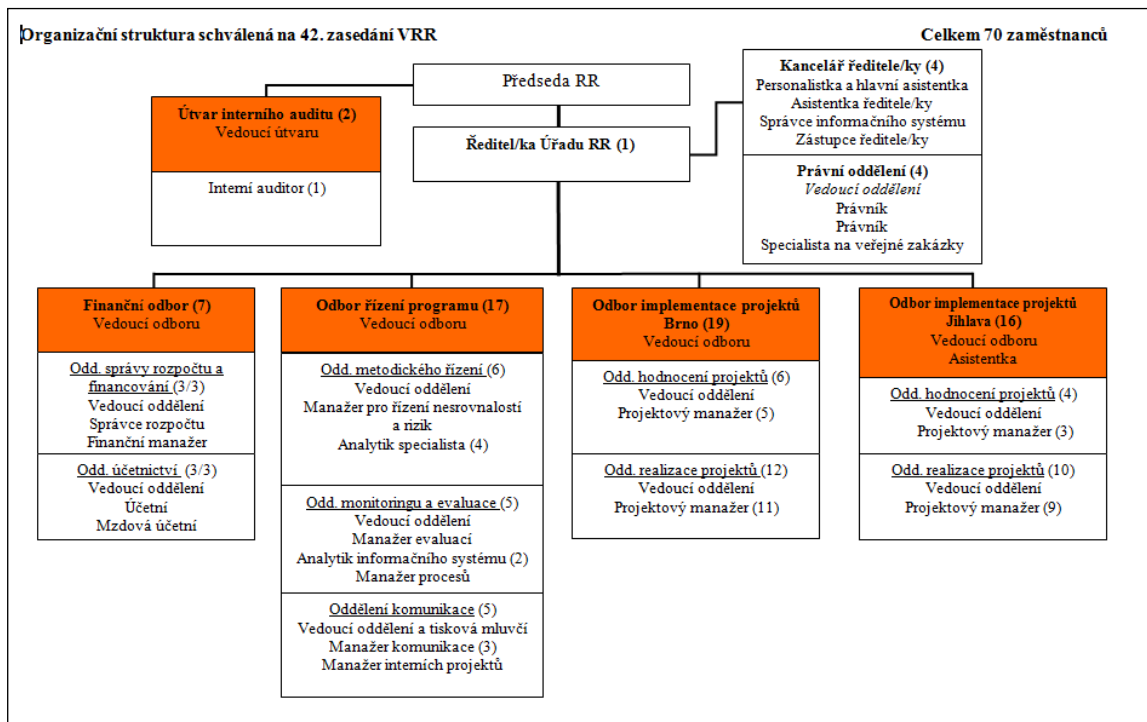 Organizační struktura schválená na 42. zasedání VRR
Celkem 70 zaměstnanců
Předseda RR
Ředitel/ka Úřadu RR (1)
Kancelář ředitele/ky (4)
Personalistka a hlavní asistentka
Asistentka ředitele/ky
Správce informačního systému
Zástupce ředitele/ky
Právní oddělení (4)
Vedoucí oddělení
Právník
Právník
Specialista na veřejné zakázky
Útvar interního auditu (2)
Vedoucí útvaru
Interní auditor (1)
Finanční odbor (7)
Vedoucí odboru
Odd. správy rozpočtu a
financování (3/3)
Vedoucí oddělení
Správce rozpočtu
Finanční manažer
Odd. účetnictví (3/3)
Vedoucí oddělení
Účetní
Mzdová účetní
Odbor řízení programu (17)
Vedoucí odboru
Odd. metodického řízení (6)
Vedoucí oddělení
Manažer pro řízení nesrovnalostí
a rizik
Analytik specialista (4)
Odd. monitoringu a evaluace (5)
Vedoucí oddělení
Manažer evaluací
Analytik informačního systému (2)
Manažer procesů
Oddělení komunikace (5)
Vedoucí oddělení a tisková mluvčí
Manažer komunikace (3)
Manažer interních projektů
Odbor implementace projektů
Brno (19)
Vedoucí odboru
Odd. hodnocení projektů (6)
Vedoucí oddělení
Projektový manažer (5)
Odd. realizace projektů (12)
Vedoucí oddělení
Projektový manažer (11)
Odbor implementace projektů
Jihlava (16)
Vedoucí odboru
Asistentka
Odd. hodnocení projektů (4)
Vedoucí oddělení
Projektový manažer (3)
Odd. realizace projektů (10)
Vedoucí oddělení
Projektový manažer (9)